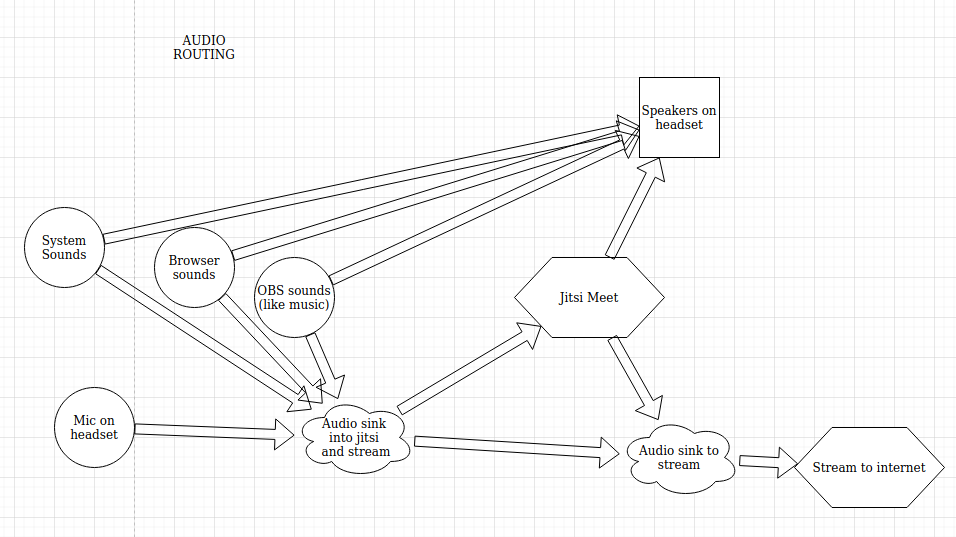 AUDIO
ROUTING
Speakers on
headset
System
Sounds
Browser
sounds
OBS sounds
(like music)
Jitsi Meet
Mic on
headset
Audio sink
into jitsi
and stream
Audio sink to
stream
Stream to internet